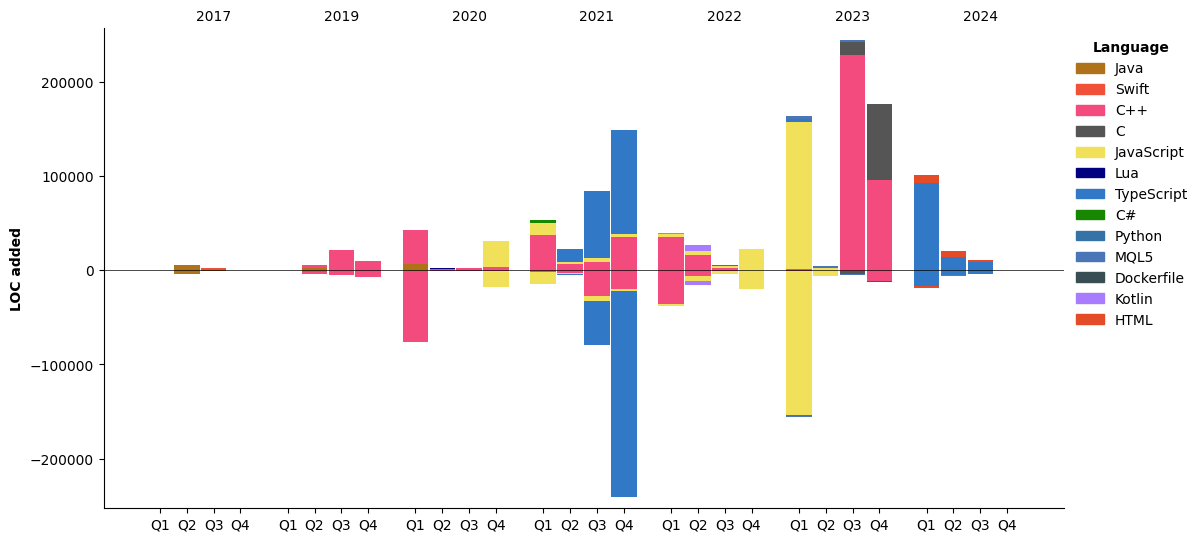 2017 2019 2020 2021 2022 2023 2024
LOC added
200000
100000
0
−100000
−200000
Q1 Q2 Q3 Q4 Q1 Q2 Q3 Q4 Q1 Q2 Q3 Q4 Q1 Q2 Q3 Q4 Q1 Q2 Q3 Q4 Q1 Q2 Q3 Q4 Q1 Q2 Q3 Q4
Language
Java
Swift
C++
C
JavaScript
Lua
TypeScript
C#
Python
MQL5
Dockerfile
Kotlin
HTML